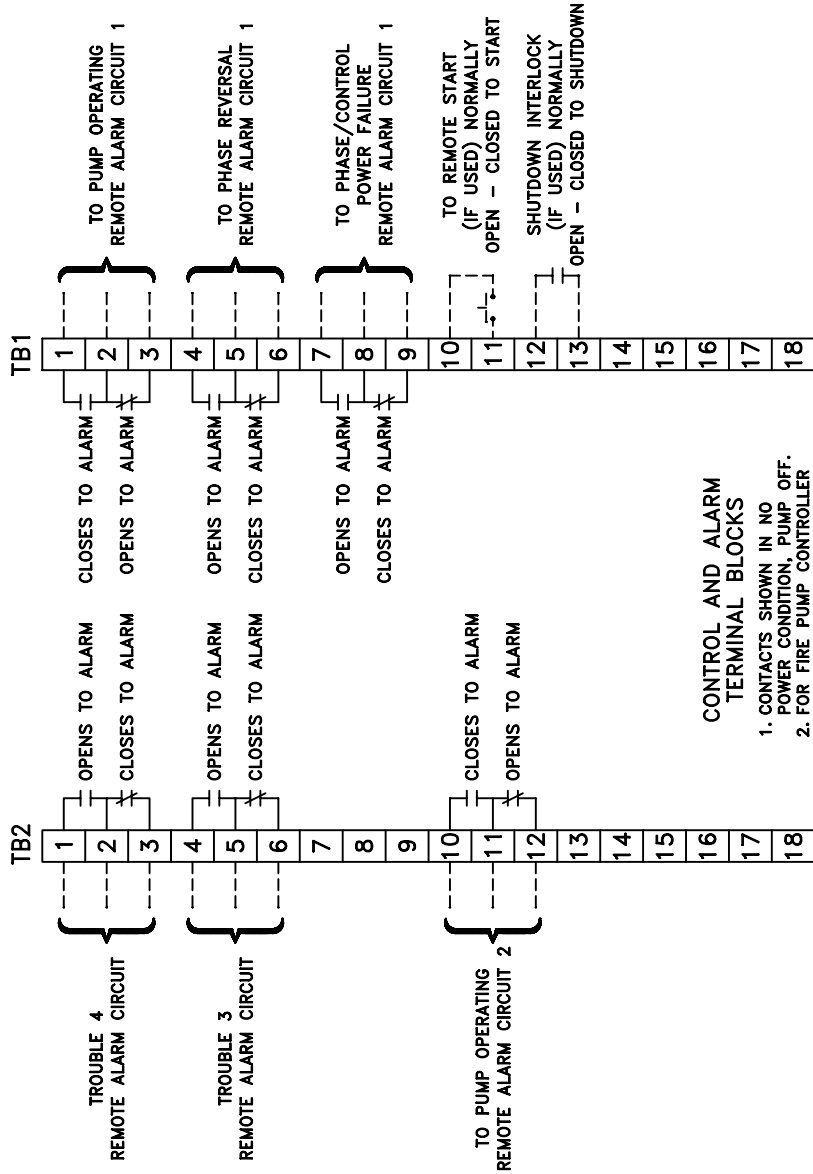 TB2
1
2
3
4
5
6
7
8
9
10
11
12
13
14
15
16
17
18
TROUBLE 4
REMOTE ALARM CIRCUIT
TROUBLE 3
REMOTE ALARM CIRCUIT
TO PUMP OPERATING
REMOTE ALARM CIRCUIT 2
OPENS TO ALARM
CLOSES TO ALARM
OPENS TO ALARM
CLOSES TO ALARM
CLOSES TO ALARM
OPENS TO ALARM
TB1
1
2
3
4
5
6
7
8
9
10
11
12
13
14
15
16
17
18
CLOSES TO ALARM
OPENS TO ALARM
OPENS TO ALARM
CLOSES TO ALARM
OPENS TO ALARM
CLOSES TO ALARM
TO PUMP OPERATING
REMOTE ALARM CIRCUIT 1
TO PHASE REVERSAL
REMOTE ALARM CIRCUIT 1
TO PHASE/CONTROL
POWER FAILURE
REMOTE ALARM CIRCUIT 1
TO REMOTE START
(IF USED) NORMALLY
OPEN - CLOSED TO START
SHUTDOWN INTERLOCK
(IF USED) NORMALLY
OPEN - CLOSED TO SHUTDOWN
CONTROL AND ALARM
TERMINAL BLOCKS
1. CONTACTS SHOWN IN NO
POWER CONDITION, PUMP OFF.
2. FOR FIRE PUMP CONTROLLER